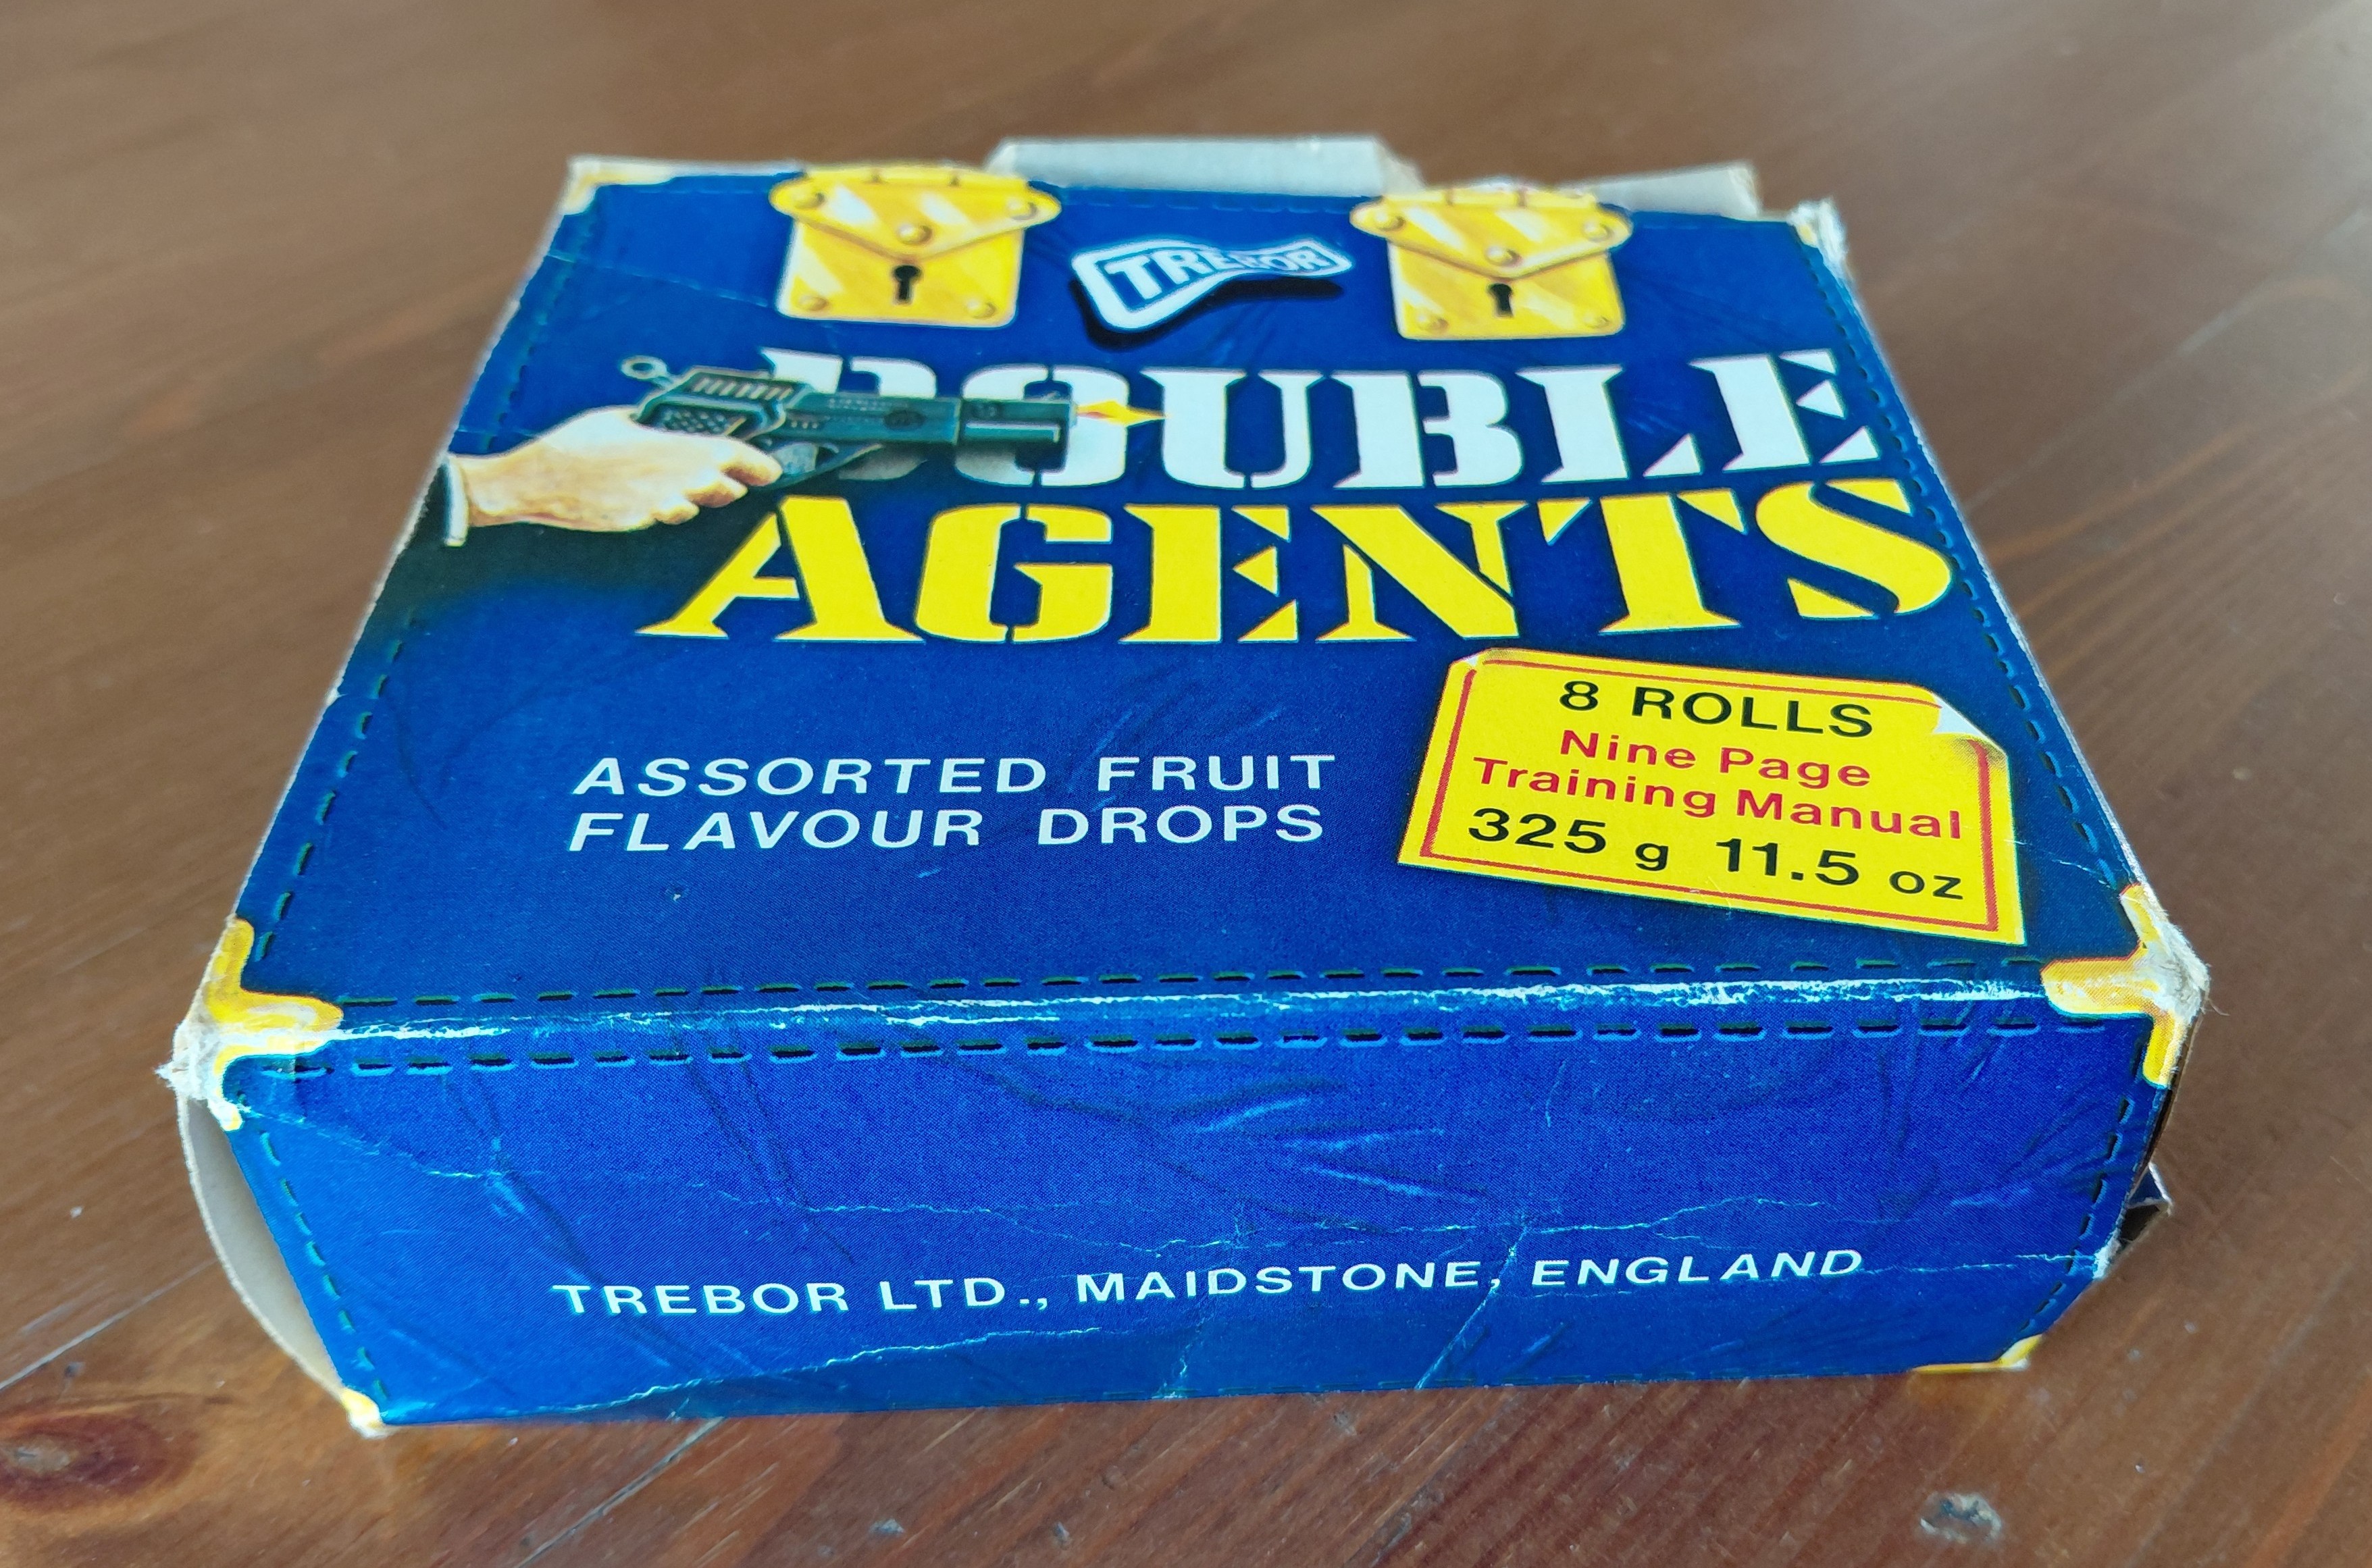 TREBOR
DOUBLE
AGENTS
ASSORTED FRUIT
FLAVOUR DROPS
8 ROLLS
Nine Page
Training Manual
325 g 11.5 oz
TREBOR LTD., MAIDSTONE, ENGLAND